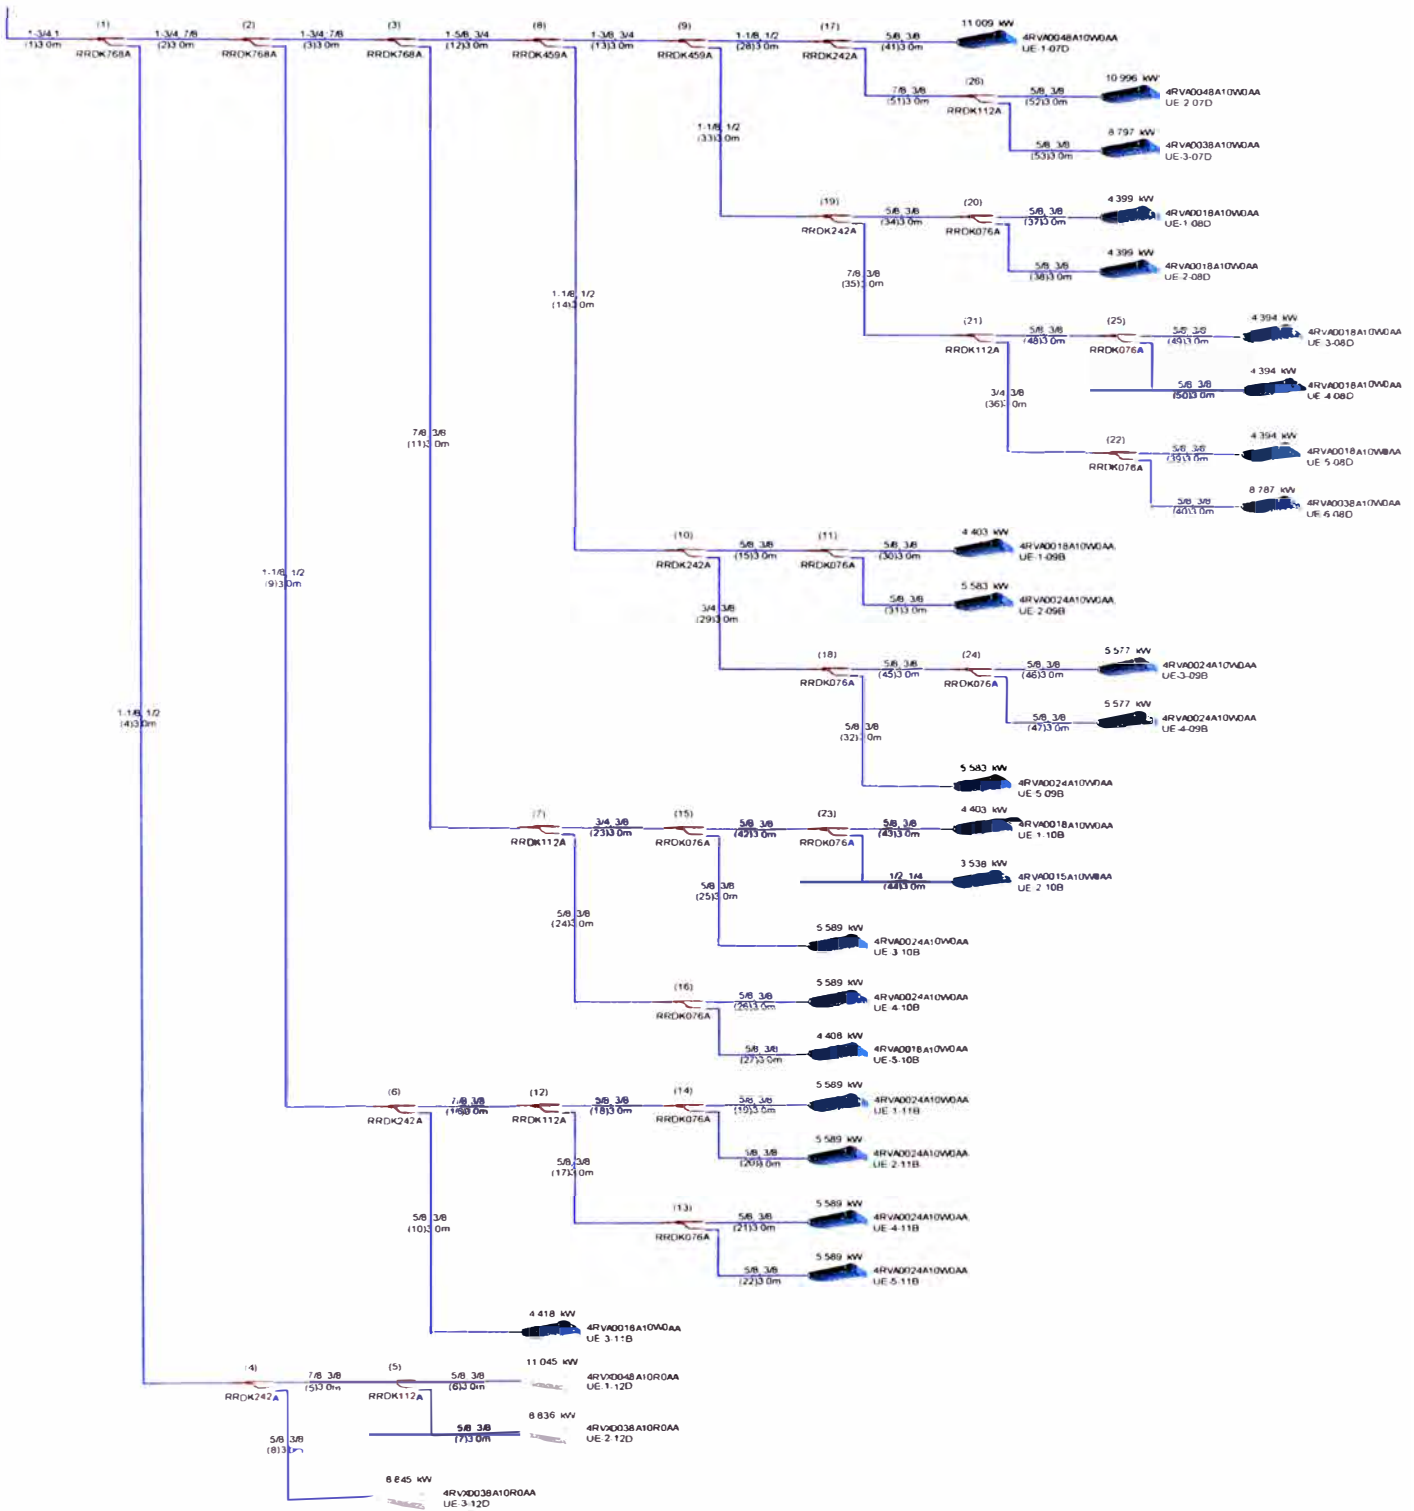 (1)
(2)
(3)
(8)
(9)
(17)
11 009 kW
1-3/4, 1
1-3/4, 7/8
1-3/4, 7/8
1-5/8, 3/4
1-3/8, 3/4
1-1/8, 1/2
5/8, 3/8
4RVA0048A10W0AA
(1)3.0m
(2)3.0m
(3)3.0m
(12)3.0m
(13)3.0m
(28)3.0m
(41)3.0m
UE-1-07D
RRDK768A
RRDK768A
RRDK768A
RRDK459A
RRDK459A
RRDK242A
(26)
10 996 kW
7/8, 3/8
5/8, 3/8
4RVA0048A10W0AA
(51)3.0m
(52)3.0m
UE-2-07D
RRDK112A
1-1/8, 1/2
(33)3.0m
8 797 kW
5/8, 3/8
4RVA0038A10W0AA
(53)3.0m
UE-3-07D
(19)
(20)
4 399 kW
5/8, 3/8
5/8, 3/8
4RVA0018A10W0AA
(34)3.0m
(37)3.0m
UE-1-08D
RRDK242A
RRDK076A
4 399 kW
7/8, 3/8
5/8, 3/8
4RVA0018A10W0AA
(35)3.0m
(38)3.0m
UE-2-08D
1-1/8, 1/2
(14)3.0m
(21)
(25)
4 394 kW
5/8, 3/8
5/8, 3/8
4RVA0018A10W0AA
(48)3.0m
(49)3.0m
UE-3-08D
RRDK112A
RRDK076A
4 394 kW
3/4, 3/8
5/8, 3/8
4RVA0018A10W0AA
(36)3.0m
(50)3.0m
UE-4-08D
7/8, 3/8
(11)3.0m
(22)
4 394 kW
5/8, 3/8
4RVA0018A10W0AA
(39)3.0m
UE-5-08D
RRDK076A
8 787 kW
5/8, 3/8
4RVA0038A10W0AA
(40)3.0m
UE-6-08D
(10)
(11)
4 403 kW
5/8, 3/8
5/8, 3/8
4RVA0018A10W0AA
(15)3.0m
(30)3.0m
UE-1-09B
RRDK242A
RRDK076A
1-1/8, 1/2
(9)3.0m
5 583 kW
3/4, 3/8
5/8, 3/8
4RVA0024A10W0AA
(29)3.0m
(31)3.0m
UE-2-09B
(18)
(24)
5 577 kW
5/8, 3/8
5/8, 3/8
4RVA0024A10W0AA
(45)3.0m
(46)3.0m
UE-3-09B
RRDK076A
RRDK076A
1-1/8, 1/2
(4)3.0m
5 577 kW
5/8, 3/8
5/8, 3/8
4RVA0024A10W0AA
(32)3.0m
(47)3.0m
UE-4-09B
5 583 kW
4RVA0024A10W0AA
UE-5-09B
(7)
(15)
(23)
4 403 kW
3/4, 3/8
5/8, 3/8
5/8, 3/8
4RVA0018A10W0AA
(23)3.0m
(42)3.0m
(43)3.0m
UE-1-10B
RRDK112A
RRDK076A
RRDK076A
3 538 kW
5/8, 3/8
1/2, 1/4
4RVA0015A10W0AA
(25)3.0m
(44)3.0m
UE-2-10B
5/8, 3/8
(24)3.0m
5 589 kW
4RVA0024A10W0AA
UE-3-10B
(16)
5 589 kW
5/8, 3/8
4RVA0024A10W0AA
(26)3.0m
UE-4-10B
RRDK076A
4 408 kW
5/8, 3/8
4RVA0018A10W0AA
(27)3.0m
UE-5-10B
(6)
(12)
(14)
5 589 kW
7/8, 3/8
5/8, 3/8
5/8, 3/8
4RVA0024A10W0AA
(16)3.0m
(18)3.0m
(19)3.0m
UE-1-11B
RRDK242A
RRDK112A
RRDK076A
5 589 kW
5/8, 3/8
5/8, 3/8
4RVA0024A10W0AA
(17)3.0m
(20)3.0m
UE-2-11B
5/8, 3/8
(10)3.0m
(13)
5 589 kW
5/8, 3/8
4RVA0024A10W0AA
(21)3.0m
UE-4-11B
RRDK076A
5 589 kW
5/8, 3/8
4RVA0024A10W0AA
(22)3.0m
UE-5-11B
4 418 kW
4RVA0018A10W0AA
UE-3-11B
(4)
(5)
11 045 kW
7/8, 3/8
5/8, 3/8
4RVXD048A10R0AA
(5)3.0m
(6)3.0m
UE-1-12D
RRDK242A
RRDK112A
8 836 kW
5/8, 3/8
5/8, 3/8
4RVXD038A10R0AA
(8)3.0m
(7)3.0m
UE-2-12D
8 845 kW
4RVXD038A10R0AA
UE-3-12D